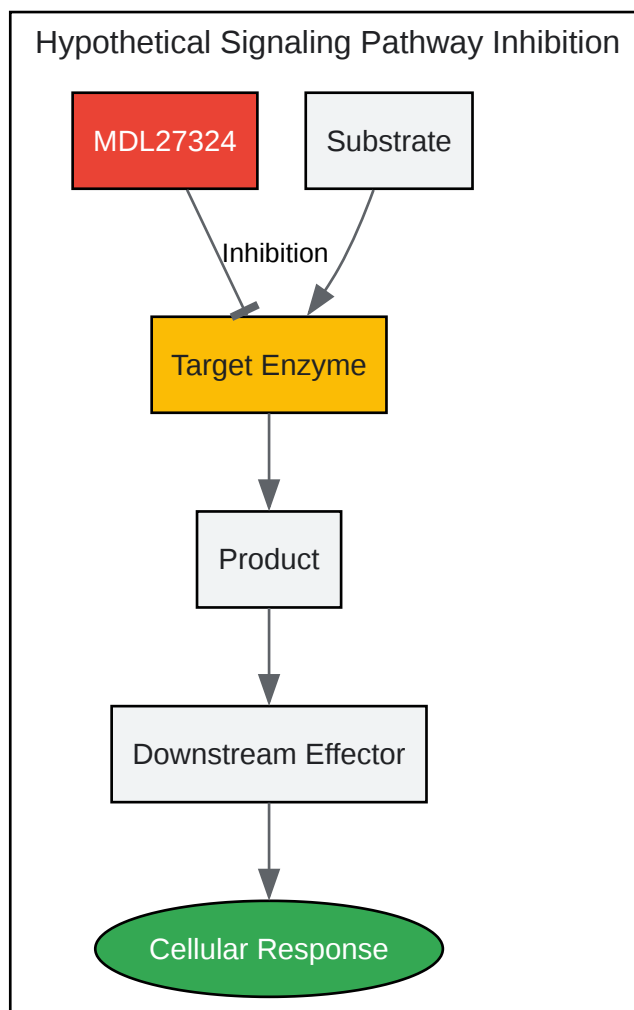 Hypothetical Signaling Pathway Inhibition
MDL27324
Substrate
Inhibition
Target Enzyme
Product
Downstream Effector
Cellular Response